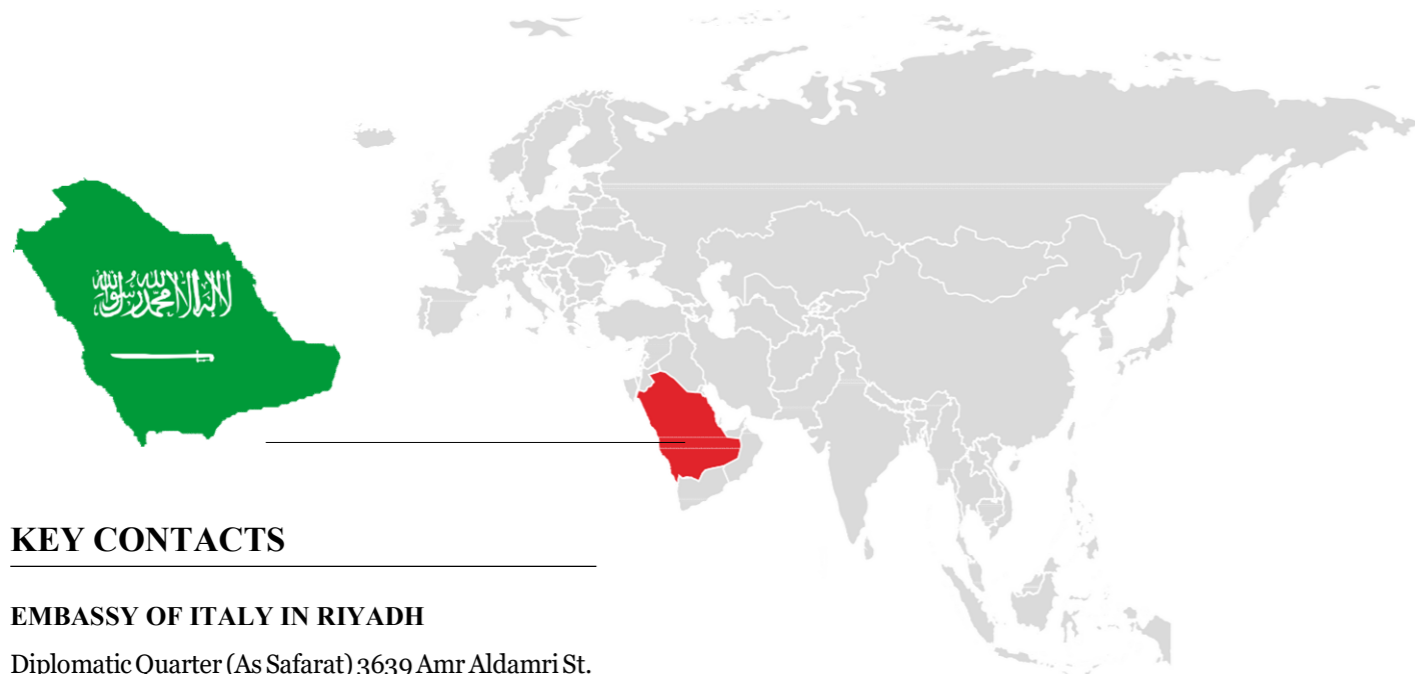 لا إله إلا الله محمد رسول الله
KEY CONTACTS
EMBASSY OF ITALY IN RIYADH
Diplomatic Quarter (As Safarat) 3639 Amr Aldamri St.